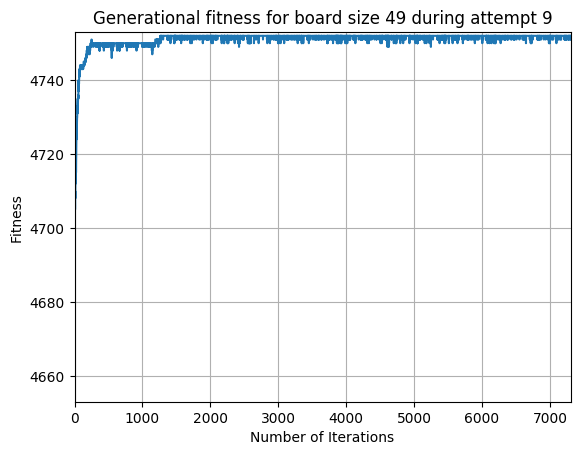 Generational fitness for board size 49 during attempt 9
Fitness
4740
4720
4700
4680
4660
0 1000 2000 3000 4000 5000 6000 7000
Number of Iterations